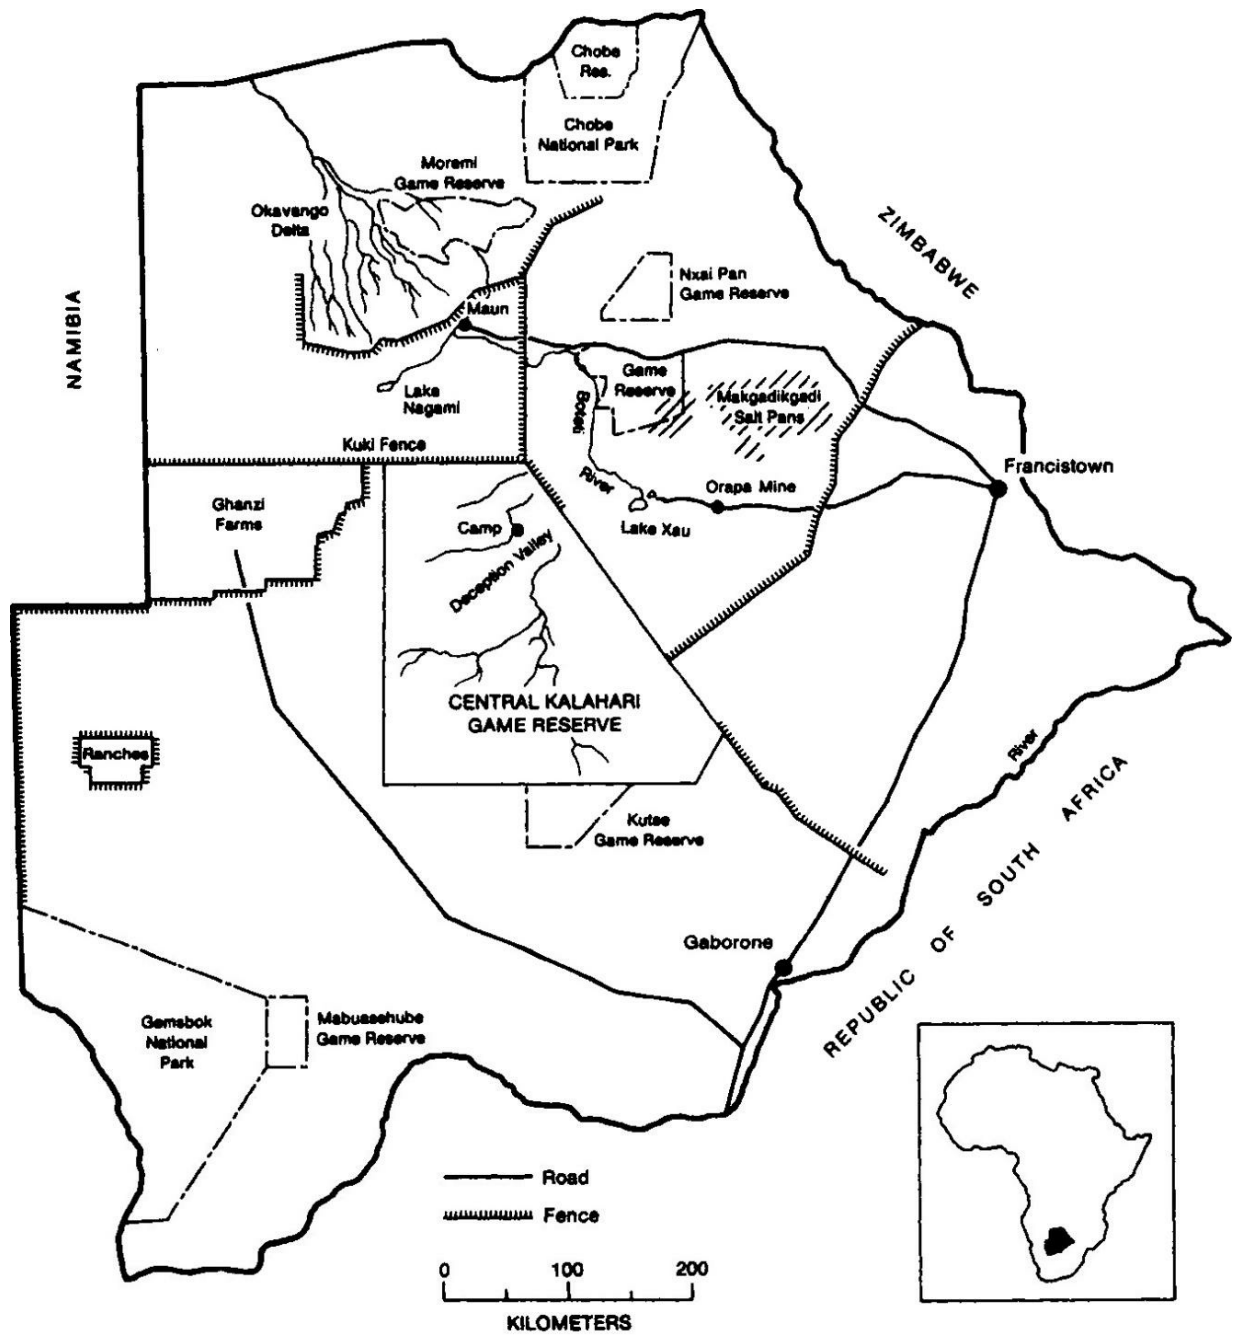 Chobe
Res.
Chobe
National Park
Moremi
Game Reserve
Okavango
Delta
ZIMBABWE
Nxai Pan
Game Reserve
NAMIBIA
Maun
Game
Reserve
Makgadikgadi
Salt Pans
Lake
Nagami
Boteti
River
Kuki Fence
Francistown
Orapa Mine
Lake Xau
Ghanzi
Farms
Camp
Deception Valley
CENTRAL KALAHARI
GAME RESERVE
Ranches
River
Kutse
Game Reserve
REPUBLIC OF SOUTH AFRICA
Gaborone
Gemsbok
National
Park
Mabuasehube
Game Reserve
Road
Fence
0 100 200
KILOMETERS